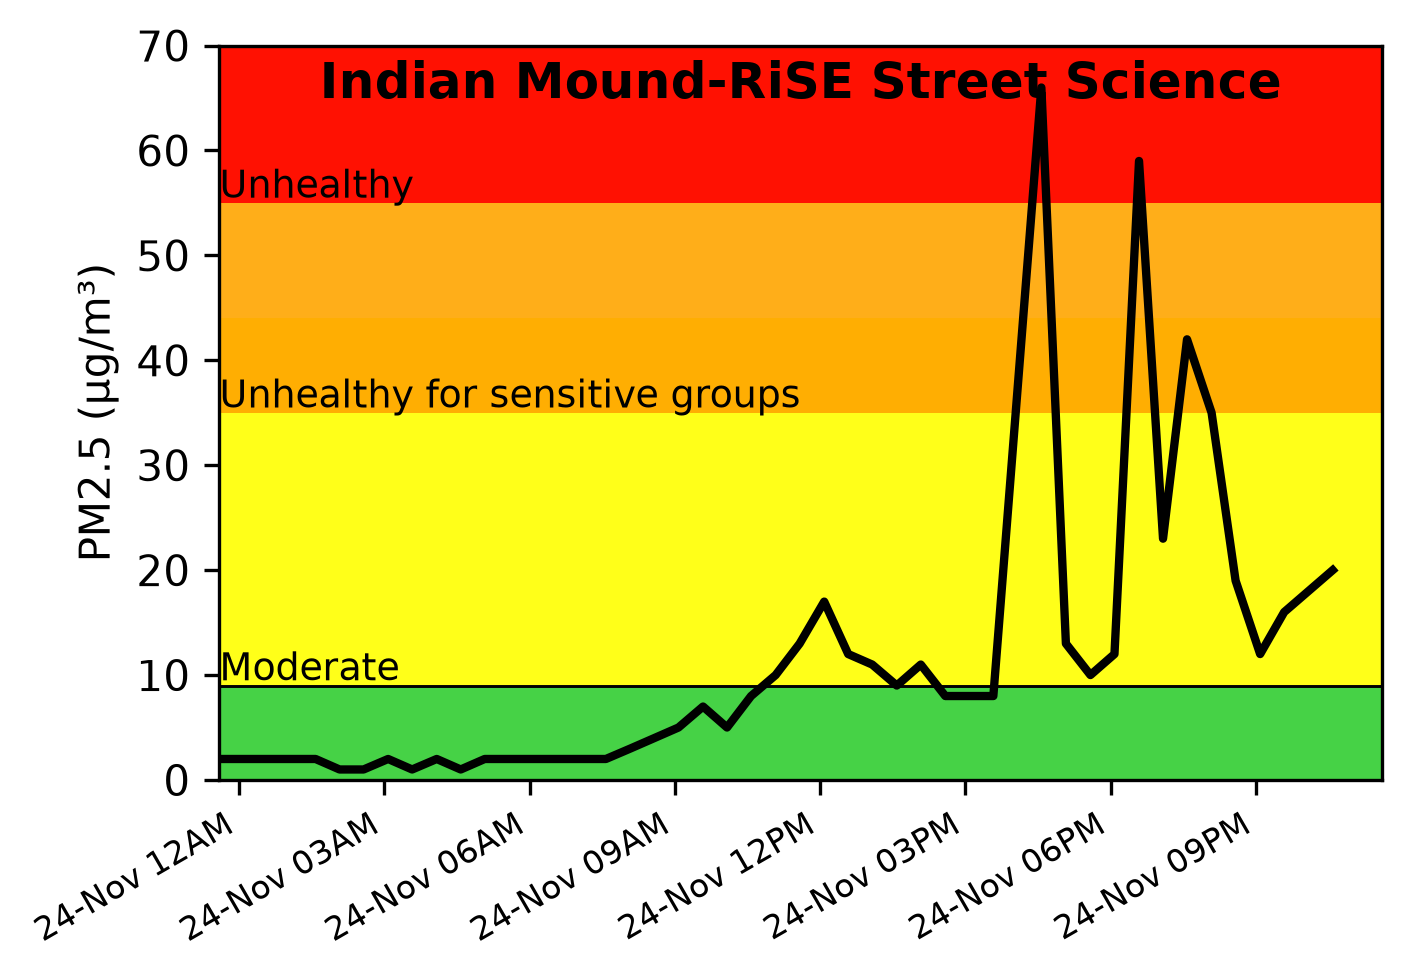 Indian Mound-RiSE Street Science
PM2.5 (µg/m³)
70
60
50
40
30
20
10
0
Unhealthy
Unhealthy for sensitive groups
Moderate
24-Nov 12AM
24-Nov 03AM
24-Nov 06AM
24-Nov 09AM
24-Nov 12PM
24-Nov 03PM
24-Nov 06PM
24-Nov 09PM